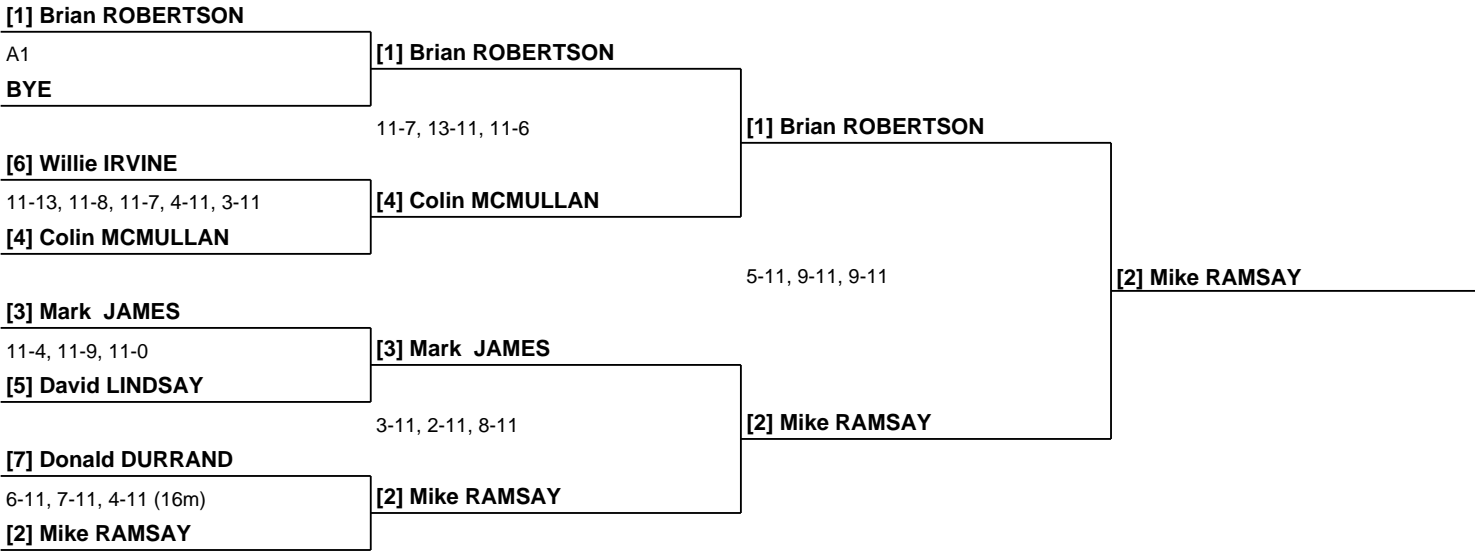 [1] Brian ROBERTSON
A1
BYE
[6] Willie IRVINE
11-13, 11-8, 11-7, 4-11, 3-11
[4] Colin MCMULLAN
[3] Mark  JAMES
11-4, 11-9, 11-0
[5] David LINDSAY
[7] Donald DURRAND
6-11, 7-11, 4-11 (16m)
[2] Mike RAMSAY
[1] Brian ROBERTSON
11-7, 13-11, 11-6
[4] Colin MCMULLAN
[3] Mark  JAMES
3-11, 2-11, 8-11
[2] Mike RAMSAY
[1] Brian ROBERTSON
5-11, 9-11, 9-11
[2] Mike RAMSAY
[2] Mike RAMSAY